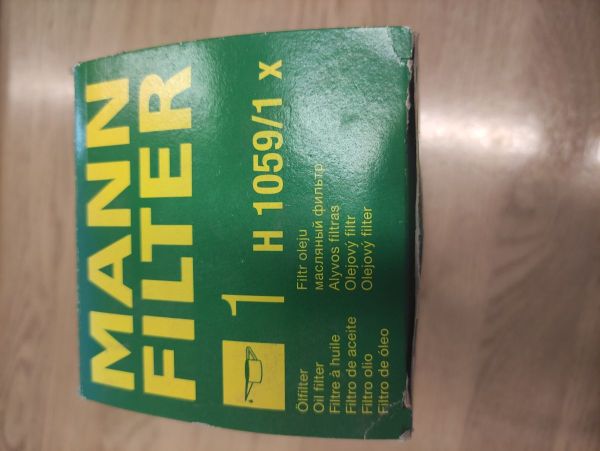 MANN
FILTER
1
H 1059/1 x
Ölfilter
Oil filter
Filtre à huile
Filtro de aceite
Filtro olio
Filtro de óleo
Filtr oleju
масляный фильтр
Alyvos filtras
Olejový filtr
Olejový filter